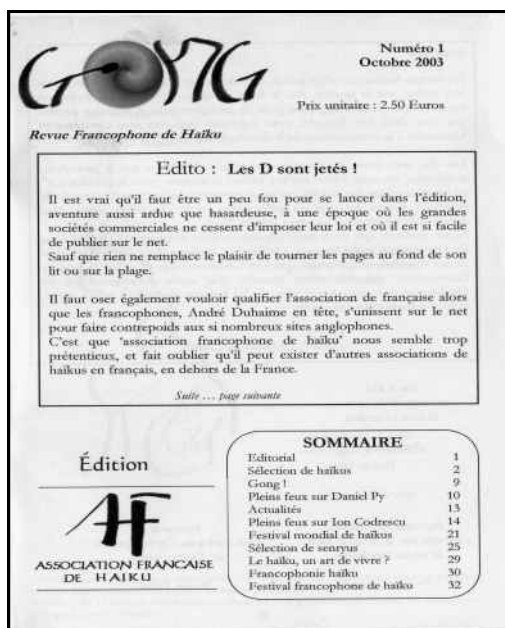 GONG
Numéro 1
Octobre 2003
Prix unitaire : 2.50 Euros
Revue Francophone de Haïku
Edito : Les D sont jetés !
Il est vrai qu'il faut être un peu fou pour se lancer dans l'édition,
aventure aussi ardue que hasardeuse, à une époque où les grandes
sociétés commerciales ne cessent d'imposer leur loi et où il est si facile
de publier sur le net.
Sauf que rien ne remplace le plaisir de tourner les pages au fond de son
lit ou sur la plage.
Il faut oser également vouloir qualifier l'association de française alors
que les francophones, André Duhaime en tête, s'unissent sur le net
pour faire contrepoids aux si nombreux sites anglophones.
C'est que 'association francophone de haïku' nous semble trop
prétentieux, et fait oublier qu'il peut exister d'autres associations de
haïkus en français, en dehors de la France.
Suite ... page suivante
Édition
AFH
ASSOCIATION FRANÇAISE
DE HAIKU
SOMMAIRE
Editorial 1
Sélection de haïkus 2
Gong ! 9
Pleins feux sur Daniel Py 10
Actualités 13
Pleins feux sur Ion Codrescu 14
Festival mondial de haïkus 21
Sélection de senryus 25
Le haïku, un art de vivre ? 29
Francophonie haïku 30
Festival francophone de haïku 32